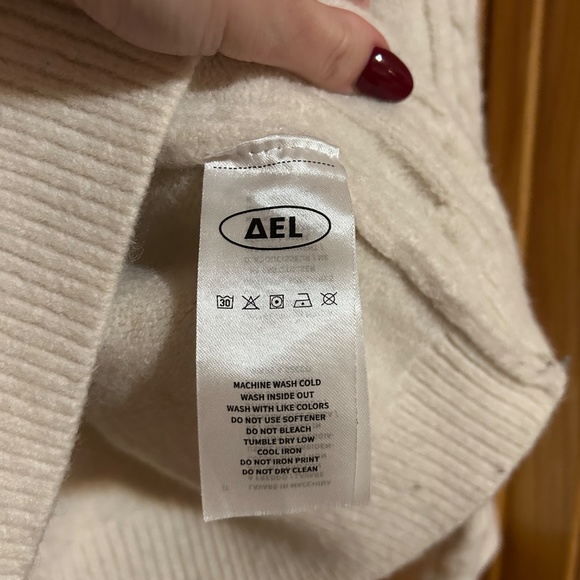 ΔEL
30
MACHINE WASH COLD
WASH INSIDE OUT
WASH WITH LIKE COLORS
DO NOT USE SOFTENER
DO NOT BLEACH
TUMBLE DRY LOW
COOL IRON
DO NOT IRON PRINT
DO NOT DRY CLEAN